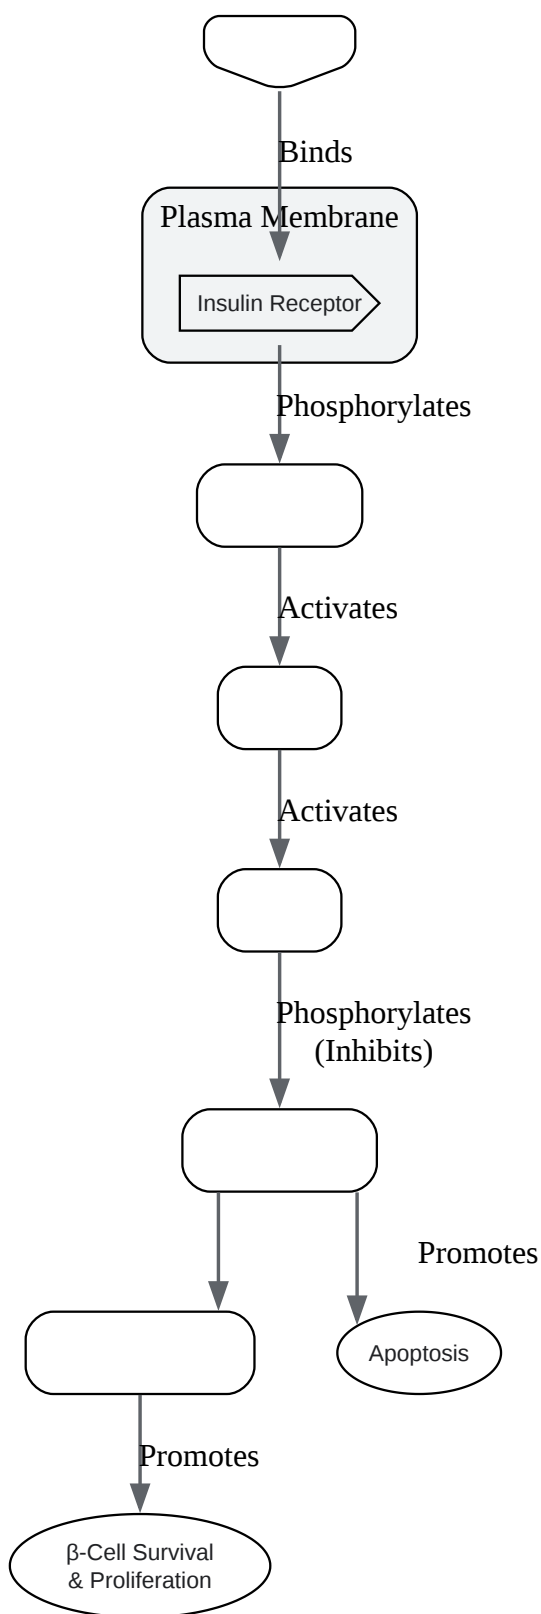 Binds
Plasma Membrane
Insulin Receptor
Phosphorylates
Activates
Activates
Phosphorylates
(Inhibits)
Promotes
Apoptosis
Promotes
β-Cell Survival
& Proliferation